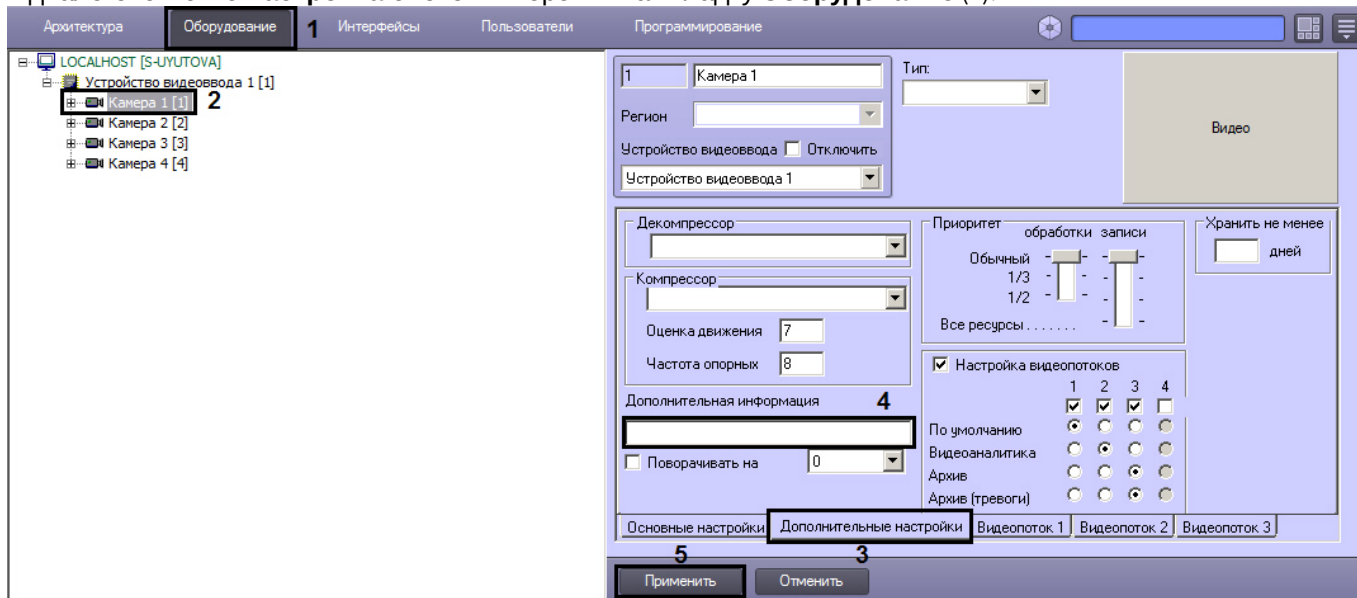 Архитектура Оборудование 1 Интерфейсы Пользователи Программирование
LOCALHOST [S-UYUTOVA]
Устройство видеоввода 1 [1]
Камера 1 [1] 2
Камера 2 [2]
Камера 3 [3]
Камера 4 [4]
1 Камера 1
Тип:
Регион
Устройство видеоввода Отключить
Устройство видеоввода 1
Видео
Декомпрессор
Компрессор
Оценка движения 7
Частота опорных 8
Дополнительная информация 4
Поворачивать на 0
Приоритет
обработки записи
Обычный
1/3
1/2
Все ресурсы . . . . . . .
Хранить не менее
дней
Настройка видеопотоков
1 2 3 4
По умолчанию
Видеоаналитика
Архив
Архив (тревоги)
Основные настройки Дополнительные настройки Видеопоток 1 Видеопоток 2 Видеопоток 3
5 3
Применить Отменить